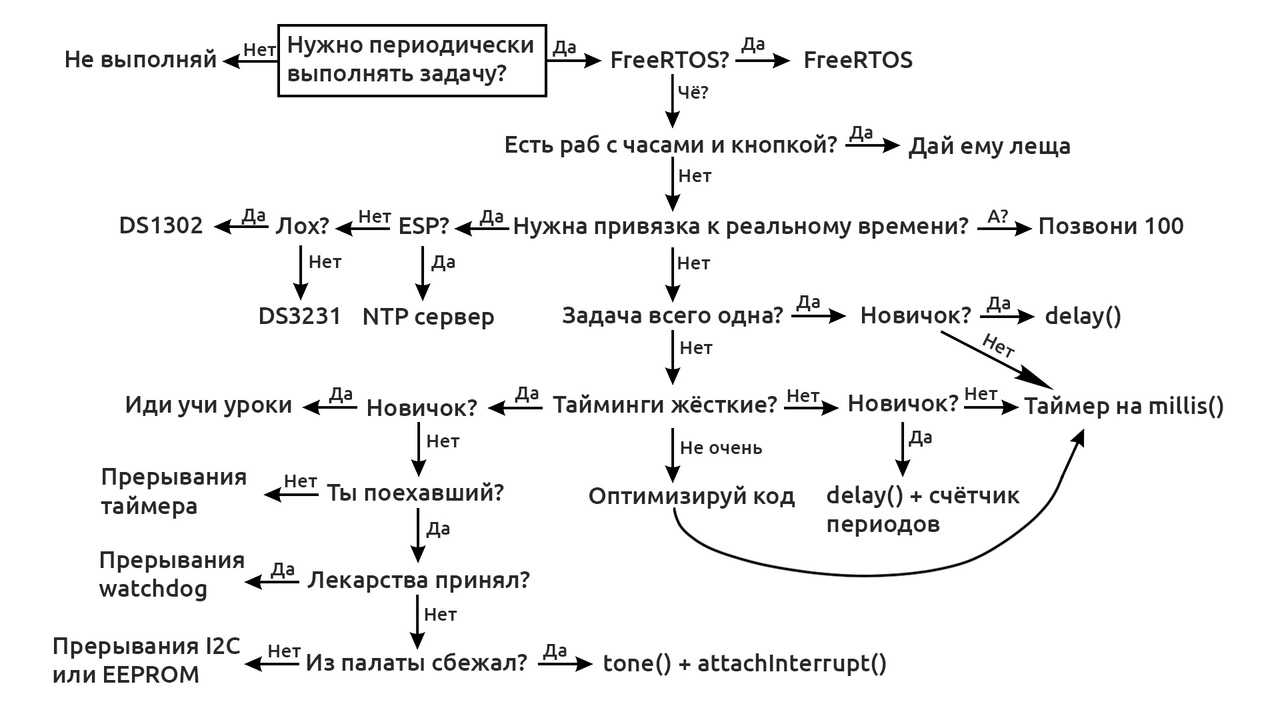 Нужно периодически
выполнять задачу?
Нет
Не выполняй
Да
FreeRTOS?
Да
FreeRTOS
Чё?
Есть раб с часами и кнопкой?
Да
Дай ему леща
Нет
DS1302
Да
Лох?
Нет
ESP?
Да
Нужна привязка к реальному времени?
А?
Позвони 100
Нет
Да
Нет
DS3231
NTP сервер
Задача всего одна?
Да
Новичок?
Да
delay()
Нет
Нет
Иди учи уроки
Да
Новичок?
Да
Тайминги жёсткие?
Нет
Новичок?
Нет
Таймер на millis()
Нет
Не очень
Да
Прерывания
таймера
Нет
Ты поехавший?
Оптимизируй код
delay() + счётчик
периодов
Да
Прерывания
watchdog
Да
Лекарства принял?
Нет
Прерывания I2C
или EEPROM
Нет
Из палаты сбежал?
Да
tone() + attachInterrupt()